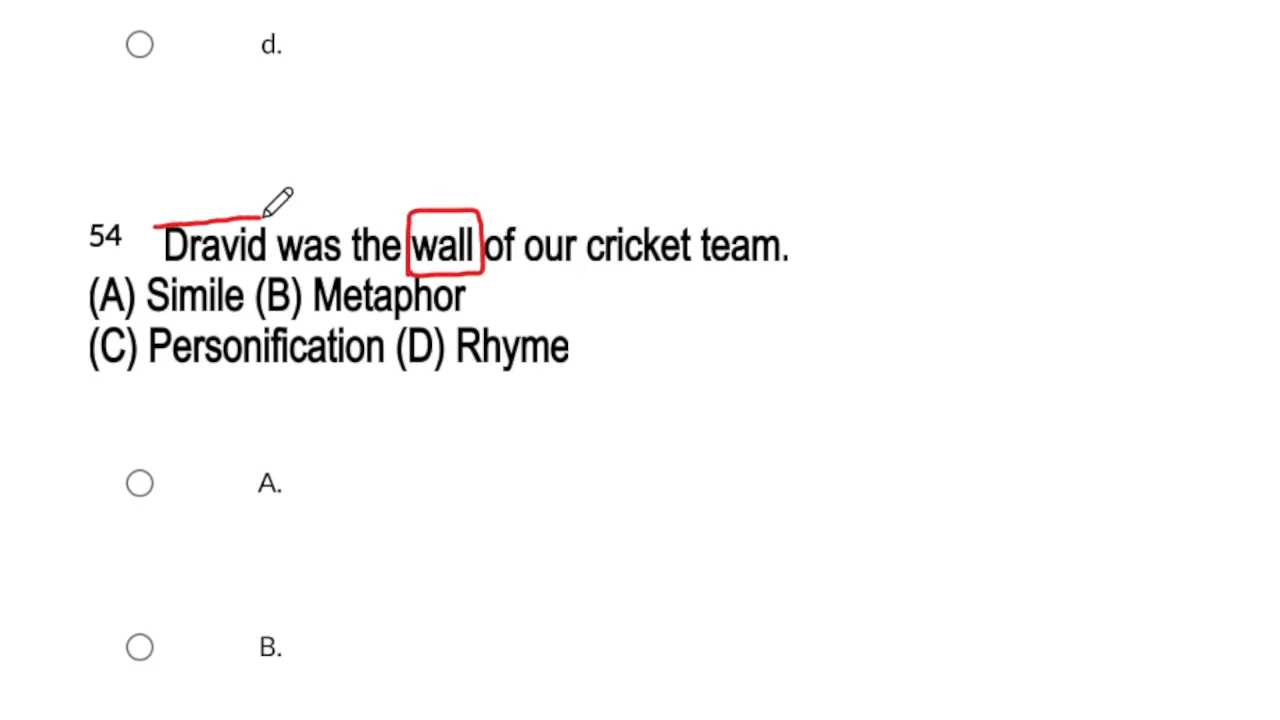 d.
54 Dravid was the wall of our cricket team.
(A) Simile (B) Metaphor
(C) Personification (D) Rhyme
A.
B.